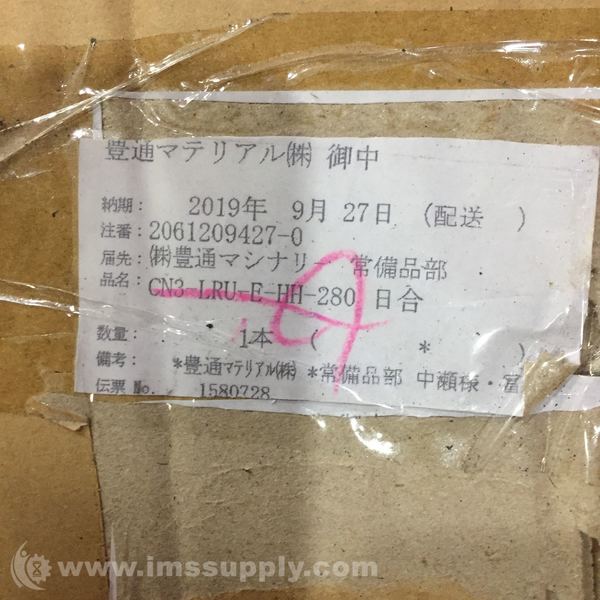 豊通マテリアル㈱ 御中
納期： 2019年 9月 27日 （配送 ）
注番：2061209427-0
届先：㈱豊通マシナリー 常備品部
品名：CN3-LRU-E-HH-280 日合
数量： 1本 （ * ）
備考： *豊通ﾏﾃﾘｱﾙ㈱ *常備品部 中瀬様・冨
伝票 No. 1580728
www.imssupply.com